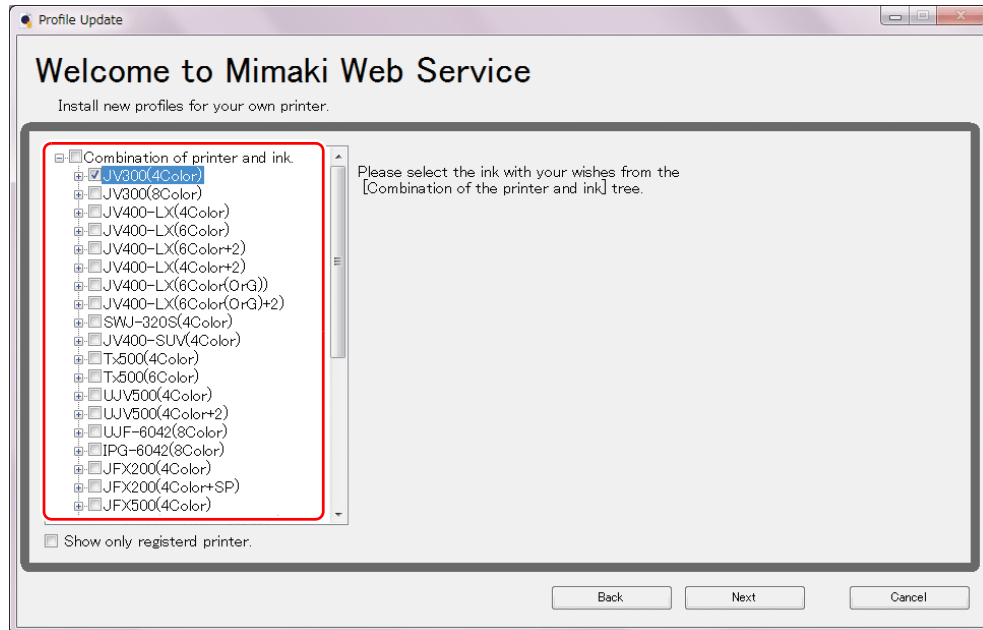 Profile Update
Welcome to Mimaki Web Service
Install new profiles for your own printer.
Combination of printer and ink.
JV300(4Color)
JV300(8Color)
JV400-LX(4Color)
JV400-LX(6Color)
JV400-LX(6Color+2)
JV400-LX(4Color+2)
JV400-LX(6Color(OrG))
JV400-LX(6Color(OrG)+2)
SWJ-320S(4Color)
JV400-SUV(4Color)
Tx500(4Color)
Tx500(6Color)
UJV500(4Color)
UJV500(4Color+2)
UJF-6042(8Color)
IPG-6042(8Color)
JFX200(4Color)
JFX200(4Color+SP)
JFX500(4Color)
Please select the ink with your wishes from the
[Combination of the printer and ink] tree.
Show only registerd printer.
Back
Next
Cancel